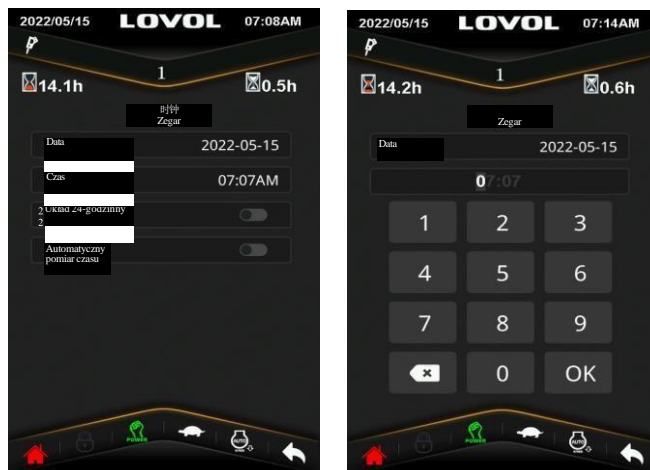 2022/05/15 LOVOL 07:08AM
1
14.1h 0.5h
时钟
Zegar
Data 2022-05-15
Czas 07:07AM
2 Układ 24-godzinny
2
Automatyczny
pomiar czasu
POWER AUTO
2022/05/15 LOVOL 07:14AM
1
14.2h 0.6h
Zegar
Data 2022-05-15
07:07
1 2 3
4 5 6
7 8 9
0 OK
POWER AUTO